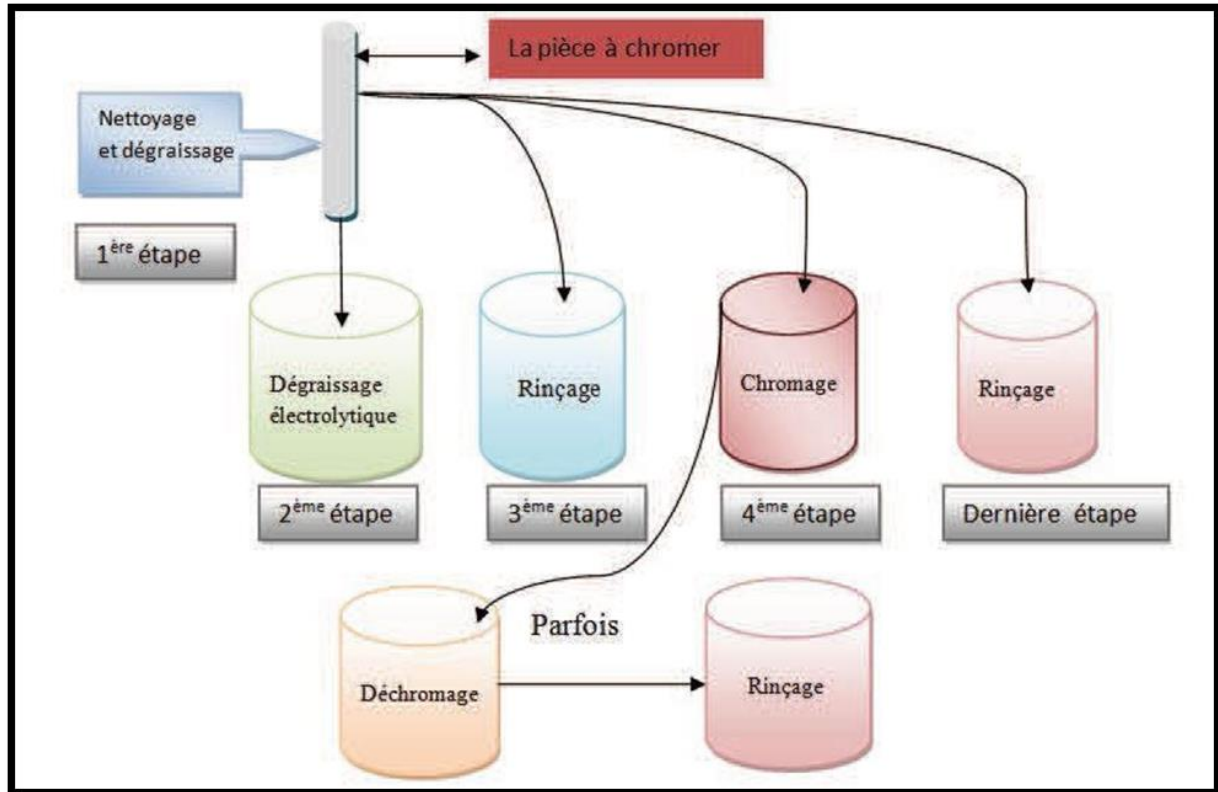 La pièce à chromer
Nettoyage
et dégraissage
1ère étape
Dégraissage
électrolytique
Rinçage
Chromage
Rinçage
2ème étape
3ème étape
4ème étape
Dernière étape
Parfois
Déchromage
Rinçage